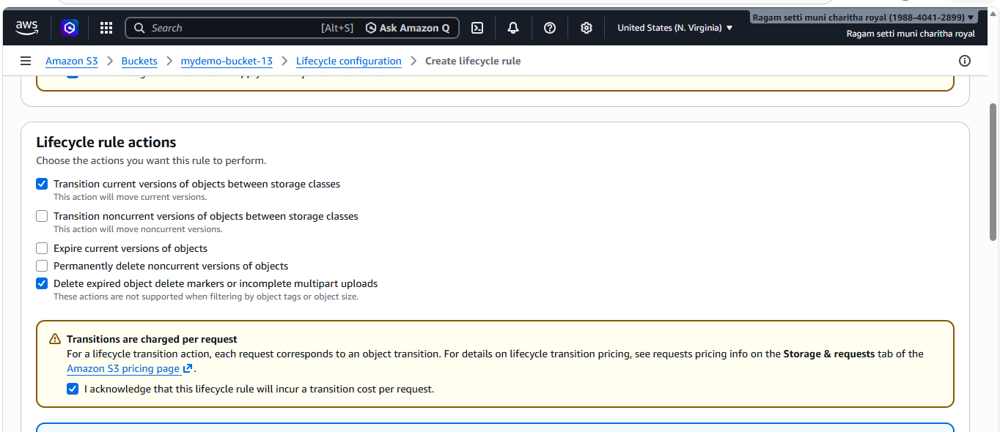 Ragam setti muni charitha royal (1988-4041-2899)
aws
Search [Alt+S] Ask Amazon Q United States (N. Virginia) Ragam setti muni charitha royal
Amazon S3 > Buckets > mydemo-bucket-13 > Lifecycle configuration > Create lifecycle rule
Lifecycle rule actions
Choose the actions you want this rule to perform.
Transition current versions of objects between storage classes
This action will move current versions.
Transition noncurrent versions of objects between storage classes
This action will move noncurrent versions.
Expire current versions of objects
Permanently delete noncurrent versions of objects
Delete expired object delete markers or incomplete multipart uploads
These actions are not supported when filtering by object tags or object size.
Transitions are charged per request
For a lifecycle transition action, each request corresponds to an object transition. For details on lifecycle transition pricing, see requests pricing info on the Storage & requests tab of the
Amazon S3 pricing page .
I acknowledge that this lifecycle rule will incur a transition cost per request.